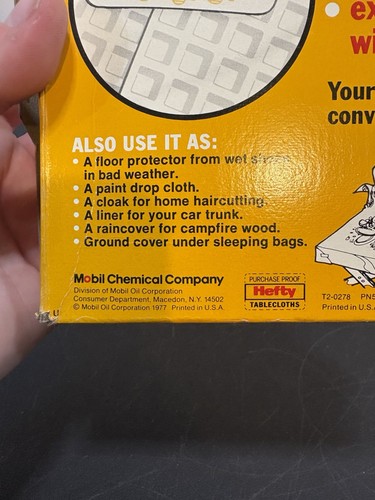 ex
wi
Your
conv
ALSO USE IT AS:
• A floor protector from wet shoes
in bad weather.
• A paint drop cloth.
• A cloak for home haircutting.
• A liner for your car trunk.
• A raincover for campfire wood.
• Ground cover under sleeping bags.
Mobil Chemical Company
Division of Mobil Oil Corporation
Consumer Department, Macedon, N.Y. 14502
© Mobil Oil Corporation 1977 Printed in U.S.A.
PURCHASE PROOF
Hefty
TABLECLOTHS
T2-0278 PN5
Printed in U.S.A